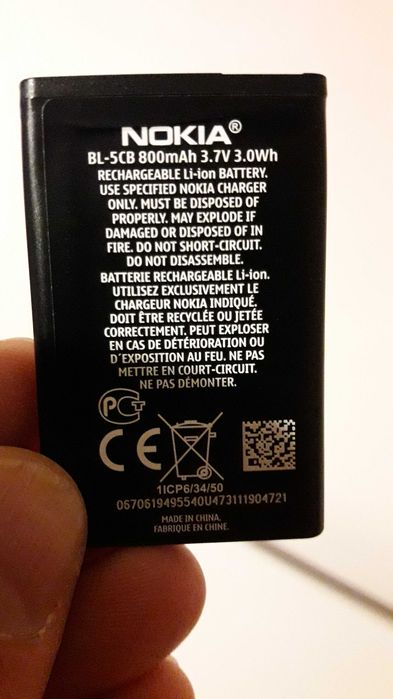 NOKIA®
BL-5CB 800mAh 3.7V 3.0Wh
RECHARGEABLE Li-ion BATTERY.
USE SPECIFIED NOKIA CHARGER
ONLY. MUST BE DISPOSED OF
PROPERLY. MAY EXPLODE IF
DAMAGED OR DISPOSED OF IN
FIRE. DO NOT SHORT-CIRCUIT.
DO NOT DISASSEMBLE.
BATTERIE RECHARGEABLE Li-ion.
UTILISEZ EXCLUSIVEMENT LE
CHARGEUR NOKIA INDIQUÉ.
DOIT ÊTRE RECYCLÉE OU JETÉE
CORRECTEMENT. PEUT EXPLOSER
EN CAS DE DÉTÉRIORATION OU
D´EXPOSITION AU FEU. NE PAS
METTRE EN COURT-CIRCUIT.
NE PAS DÉMONTER.
PCT
CE
1ICP6/34/50
0670619495540U473111904721
MADE IN CHINA.
FABRIQUE EN CHINE.